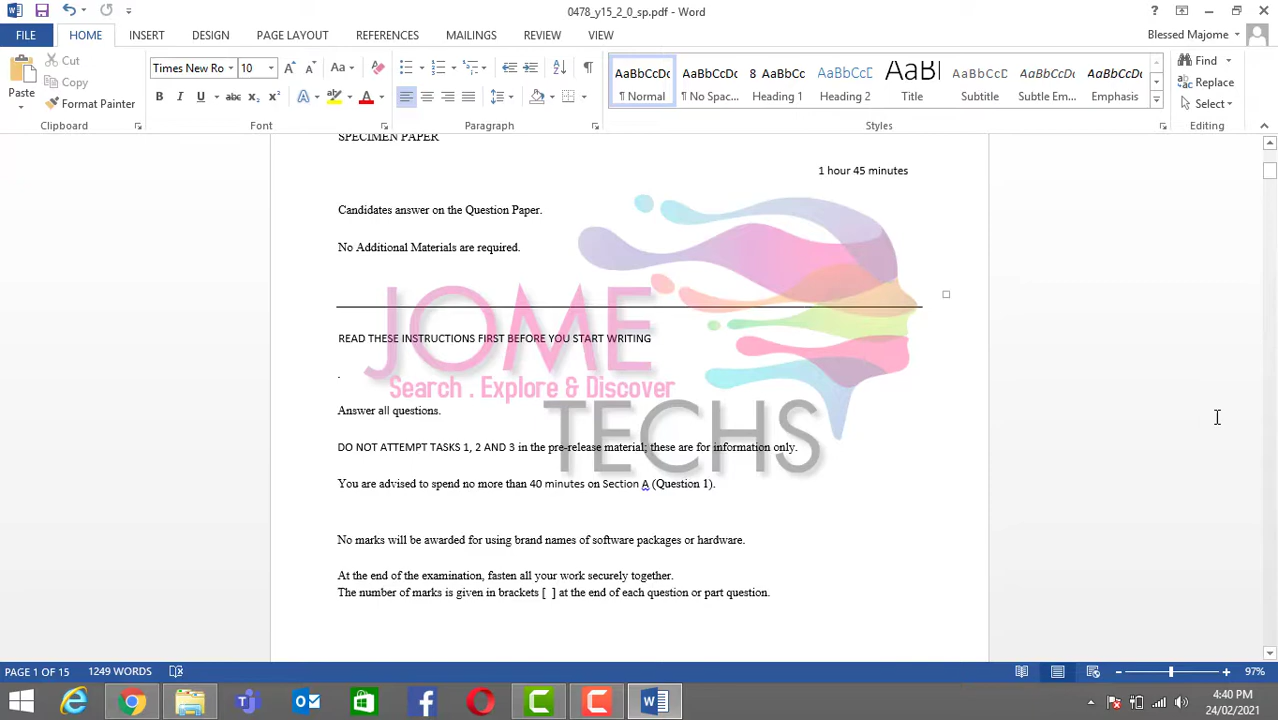 0478_y15_2_0_sp.pdf - Word
FILE HOME INSERT DESIGN PAGE LAYOUT REFERENCES MAILINGS REVIEW VIEW Blessed Majome
Paste
Cut
Copy
Format Painter
Times New Ro 10
AaBbCcDc AaBbCcDc AaBbCc AaBbCcD AaB( AaBbCcD AaBbCcDc AaBbCcDc
¶ Normal ¶ No Spac... Heading 1 Heading 2 Title Subtitle Subtle Em... Emphasis
Find
Replace
Select
Clipboard Font Paragraph Styles Editing
SPECIMEN PAPER
1 hour 45 minutes
Candidates answer on the Question Paper.
No Additional Materials are required.
READ THESE INSTRUCTIONS FIRST BEFORE YOU START WRITING
.
Answer all questions.
DO NOT ATTEMPT TASKS 1, 2 AND 3 in the pre-release material; these are for information only.
You are advised to spend no more than 40 minutes on Section A (Question 1).
No marks will be awarded for using brand names of software packages or hardware.
At the end of the examination, fasten all your work securely together.
The number of marks is given in brackets [ ] at the end of each question or part question.
JOME
Search . Explore & Discover
TECHS
PAGE 1 OF 15 1249 WORDS 97%
4:40 PM
24/02/2021